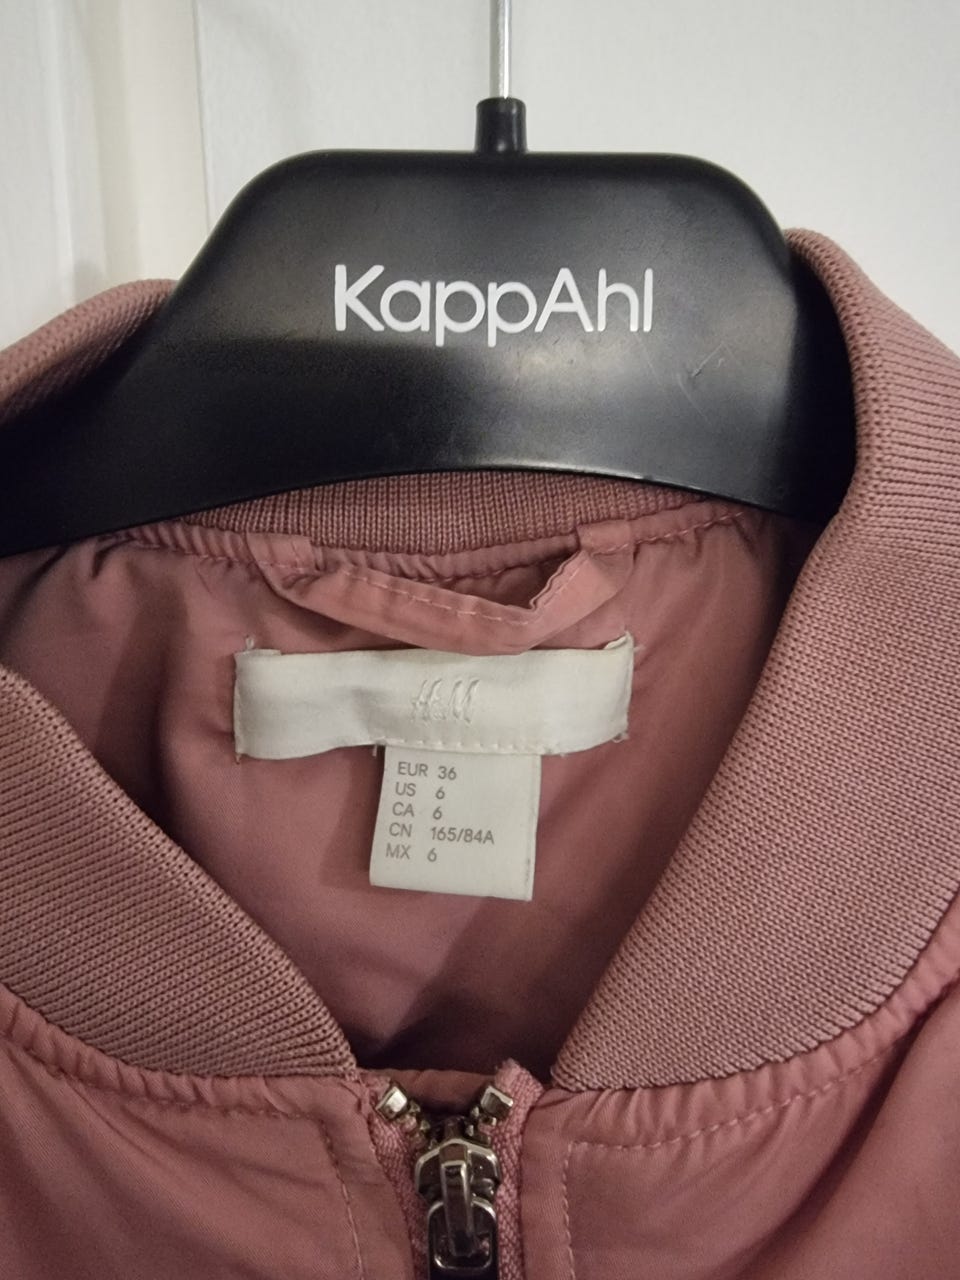 KappAhl
H&M
EUR 36
US 6
CA 6
CN 165/84A
MX 6